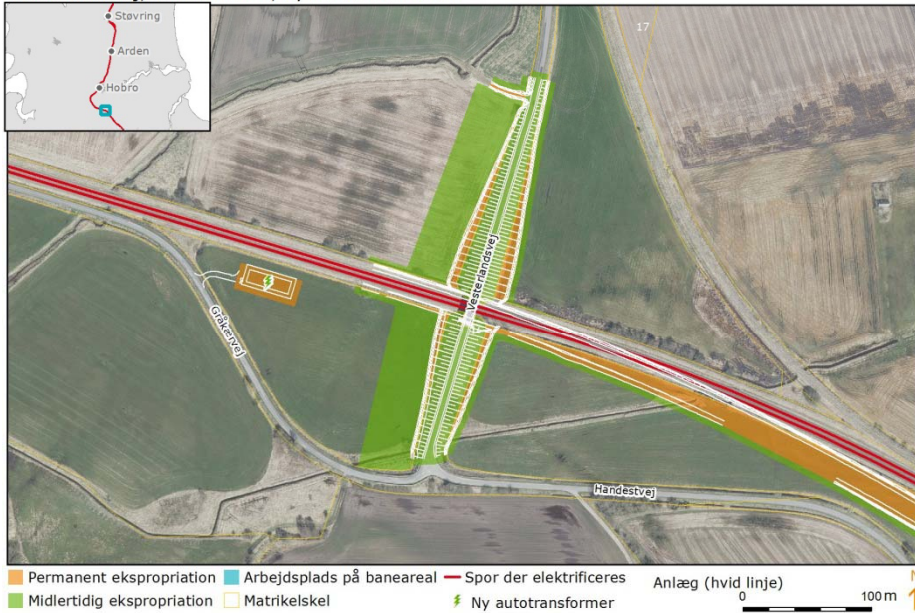 Støvring
Arden
Hobro
17
Vesterlandsvej
Gråkærvej
Handestvej
Permanent ekspropriation
Arbejdsplads på baneareal
Spor der elektrificeres
Anlæg (hvid linje)
N
Midlertidig ekspropriation
Matrikelskel
Ny autotransformer
0 100 m